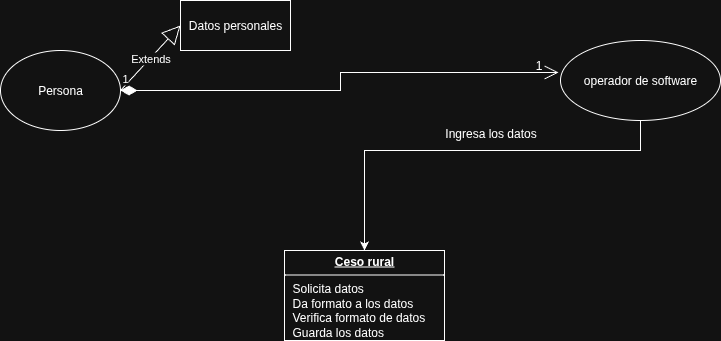 Datos personales
Extends
Persona
1
1
operador de software
Ingresa los datos
Ceso rural
Solicita datos
Da formato a los datos
Verifica formato de datos
Guarda los datos